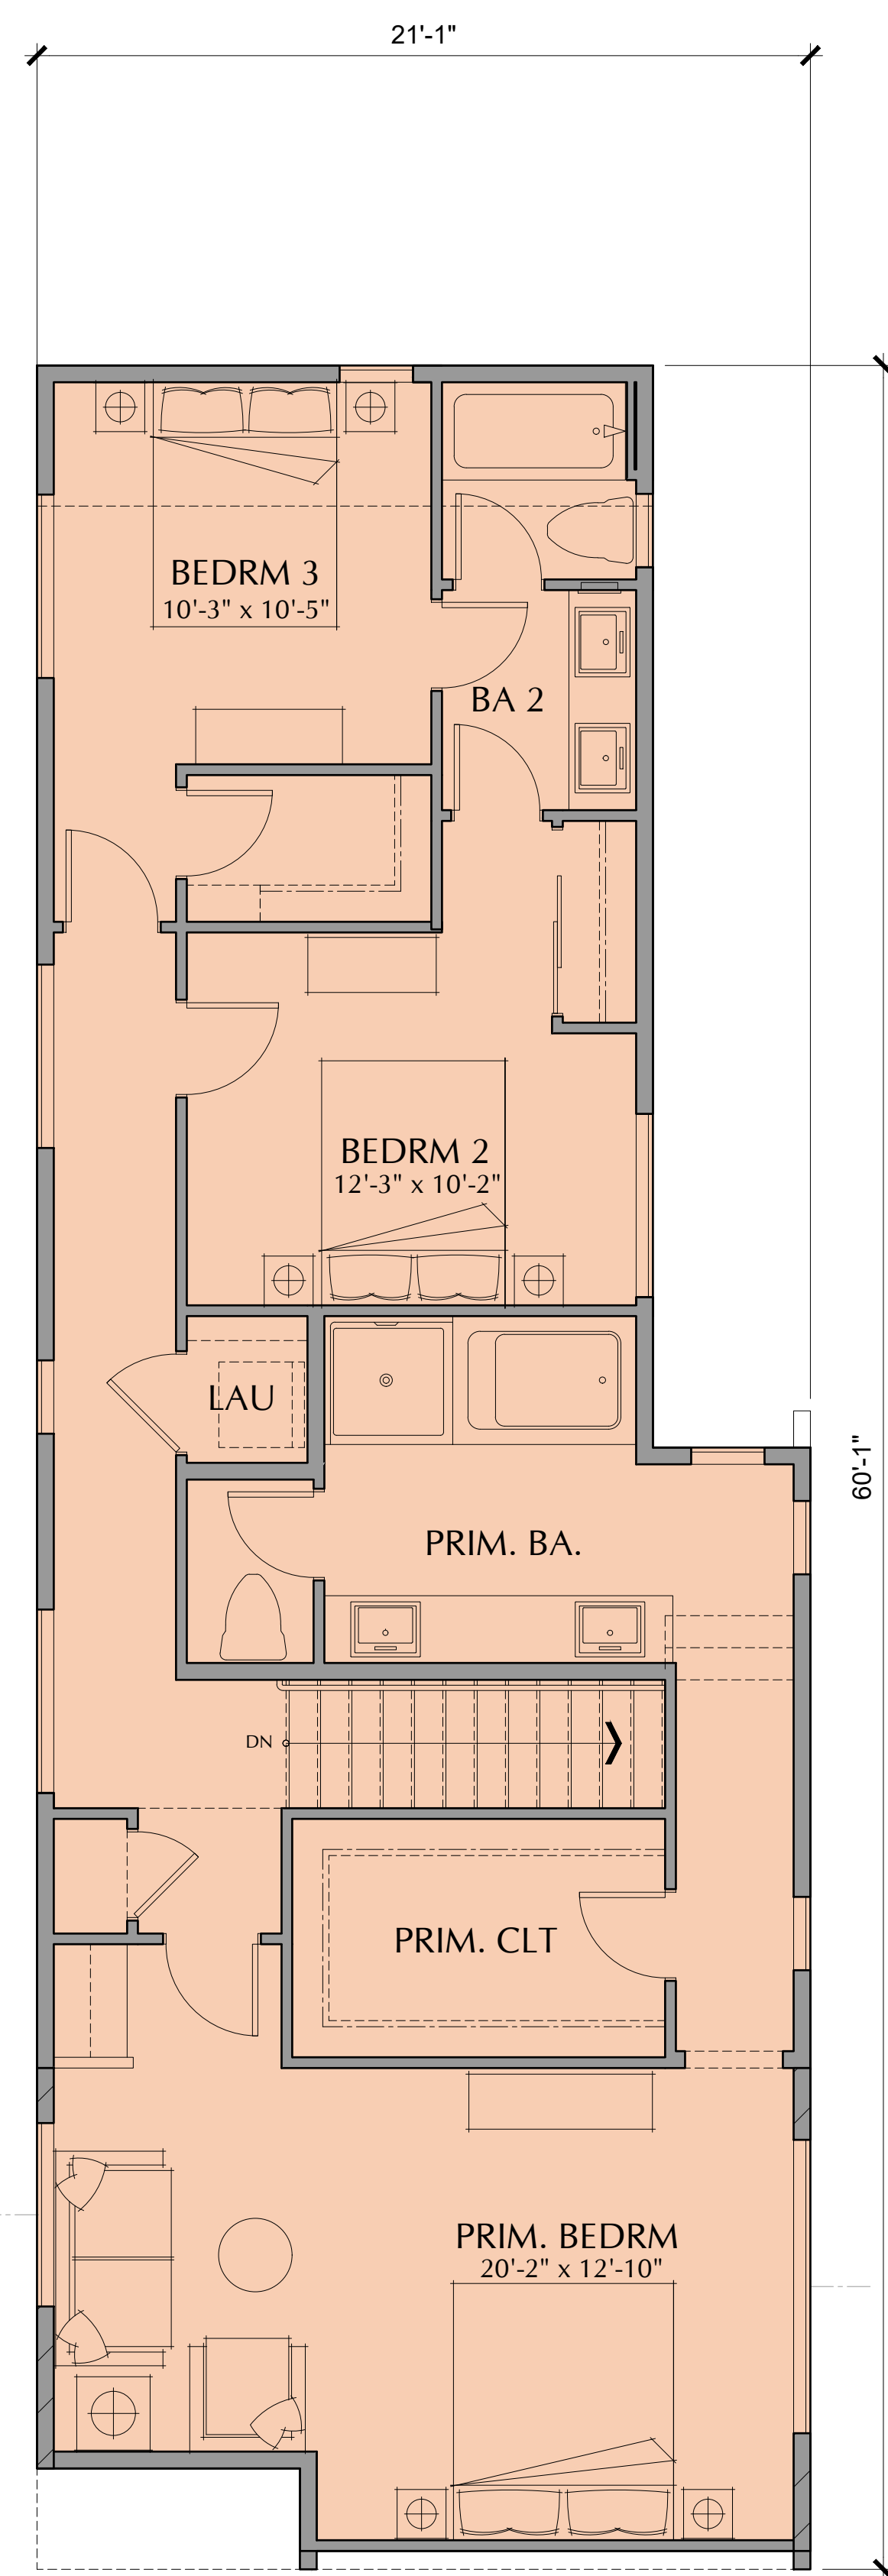 21'-1"
BEDRM 3
10'-3" x 10'-5"
BA 2
BEDRM 2
12'-3" x 10'-2"
LAU
60'-1"
PRIM. BA.
DN
PRIM. CLT
PRIM. BEDRM
20'-2" x 12'-10"